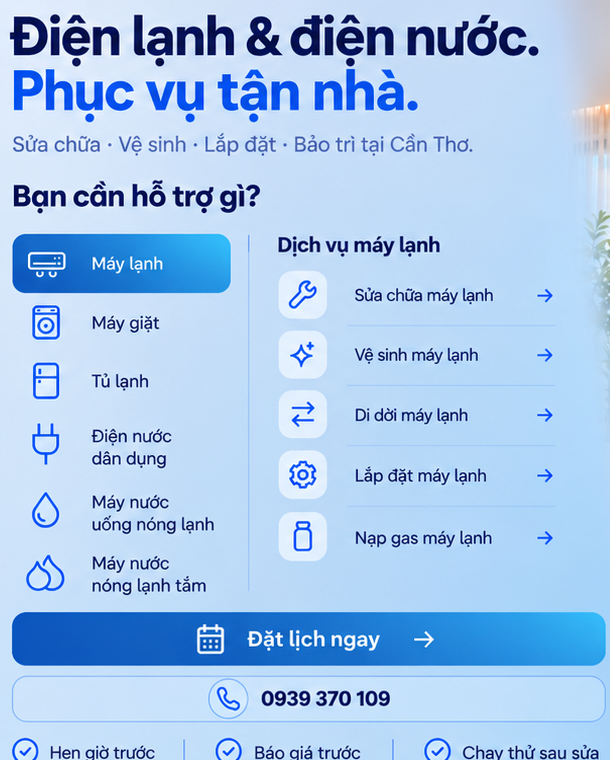 Điện lạnh & điện nước.
Phục vụ tận nhà.
Sửa chữa · Vệ sinh · Lắp đặt · Bảo trì tại Cần Thơ.
Bạn cần hỗ trợ gì?
Máy lạnh
Máy giặt
Tủ lạnh
Điện nước
dân dụng
Máy nước
uống nóng lạnh
Máy nước
nóng lạnh tắm
Dịch vụ máy lạnh
Sửa chữa máy lạnh
Vệ sinh máy lạnh
Di dời máy lạnh
Lắp đặt máy lạnh
Nạp gas máy lạnh
Đặt lịch ngay
0939 370 109
Hẹn giờ trước
Báo giá trước
Chạy thử sau sửa